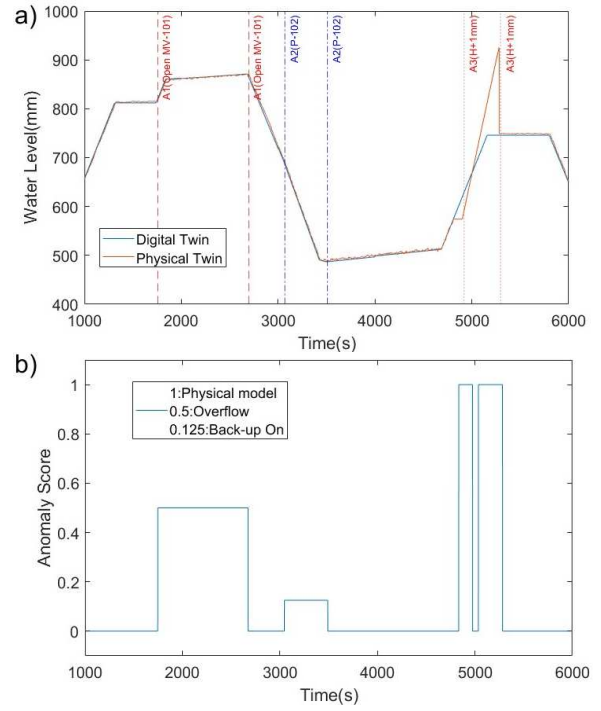 a)
1000
900
800
700
600
500
400
Water Level(mm)
A1(Open MV-101)
A1(Open MV-101)
A2(P-102)
A2(P-102)
A3(H+1mm)
A3(H+1mm)
Digital Twin
Physical Twin
1000 2000 3000 4000 5000 6000
Time(s)
b)
1
0.8
0.6
0.4
0.2
0
Anomaly Score
1:Physical model
0.5:Overflow
0.125:Back-up On
1000 2000 3000 4000 5000 6000
Time(s)